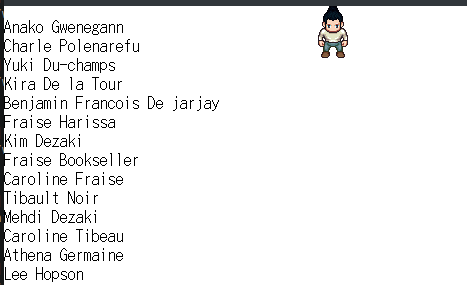 Anako Gwenegann
Charle Polenarefu
Yuki Du-champs
Kira De la Tour
Benjamin Francois De jarjay
Fraise Harissa
Kim Dezaki
Fraise Bookseller
Caroline Fraise
Tibault Noir
Mehdi Dezaki
Caroline Tibeau
Athena Germaine
Lee Hopson